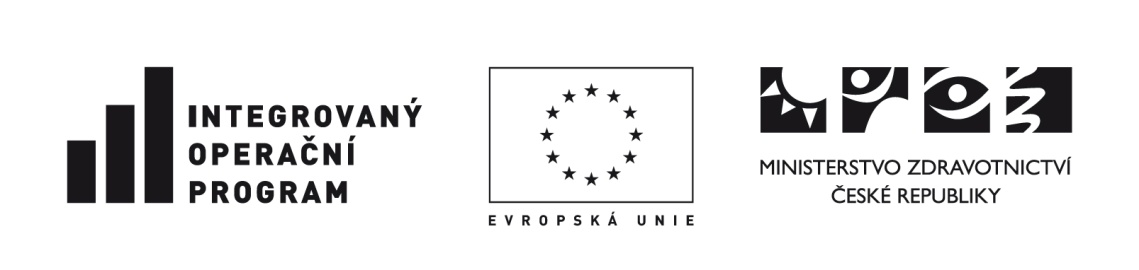 INTEGROVANÝ
OPERAČNÍ
PROGRAM
EVROPSKÁ UNIE
MINISTERSTVO ZDRAVOTNICTVÍ
ČESKÉ REPUBLIKY